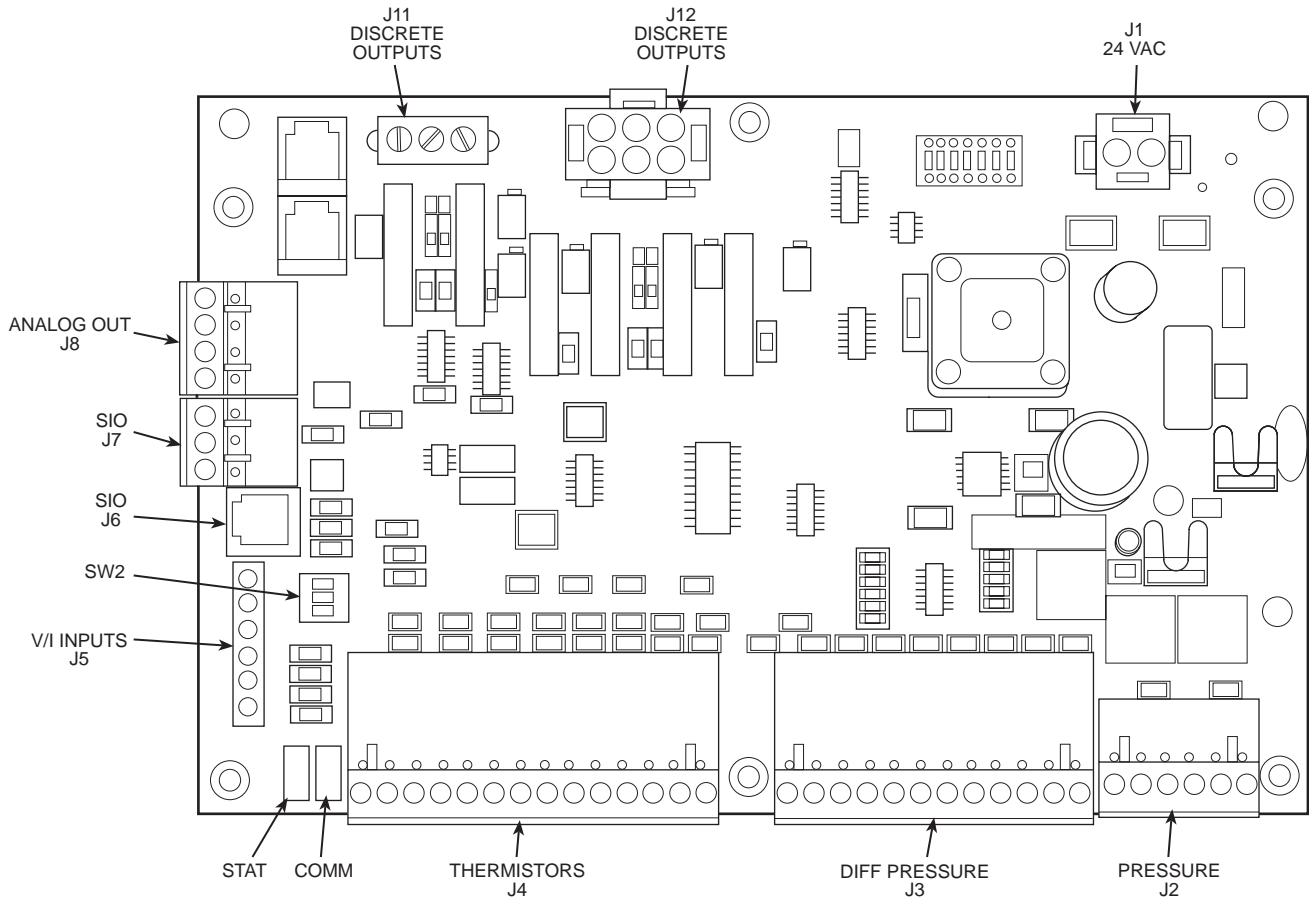 J11
DISCRETE
OUTPUTS
J12
DISCRETE
OUTPUTS
J1
24 VAC
ANALOG OUT
J8
SIO
J7
SIO
J6
SW2
V/I INPUTS
J5
STAT
COMM
THERMISTORS
J4
DIFF PRESSURE
J3
PRESSURE
J2